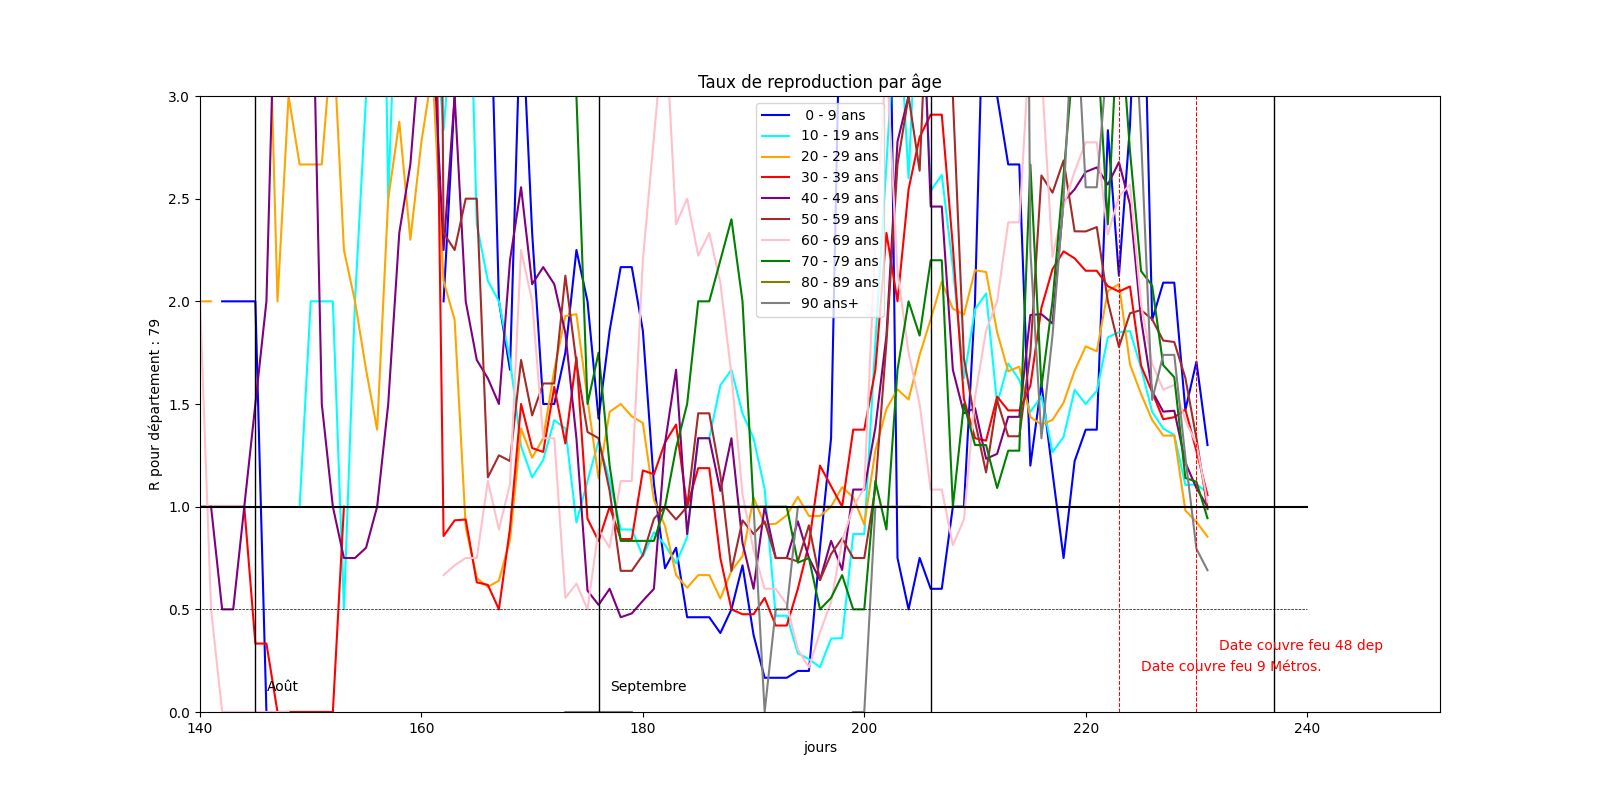 Taux de reproduction par âge
3.0
2.5
2.0
1.5
1.0
0.5
0.0
R pour département : 79
0 - 9 ans
10 - 19 ans
20 - 29 ans
30 - 39 ans
40 - 49 ans
50 - 59 ans
60 - 69 ans
70 - 79 ans
80 - 89 ans
90 ans+
Date couvre feu 48 dep
Date couvre feu 9 Métros.
Août
Septembre
140
160
180
200
220
240
jours